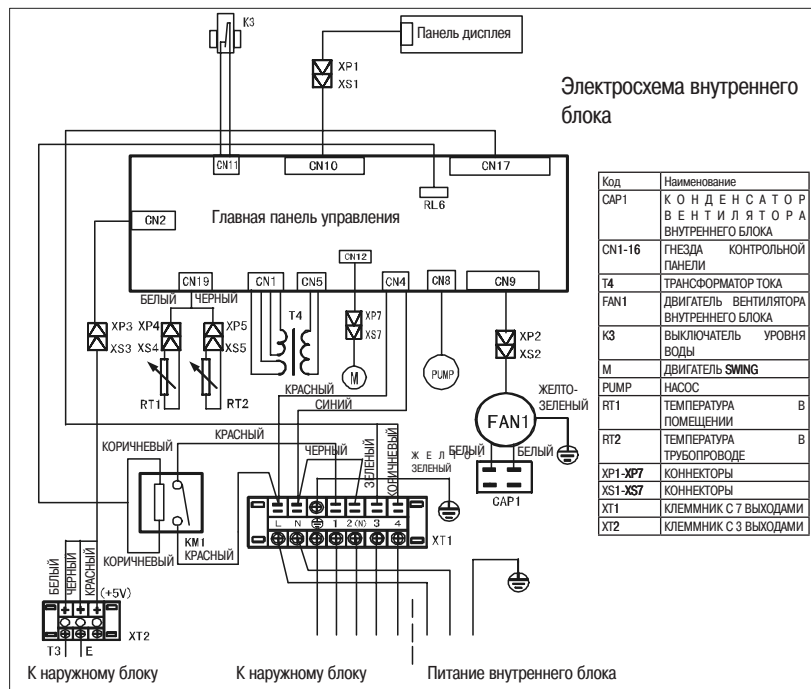 K3
Панель дисплея
XP1
XS1
Электросхема внутреннего
блока
CN11
CN10
CN17
RL6
CN2
Главная панель управления
CN12
CN19
CN1
CN5
CN4
CN8
CN9
БЕЛЫЙ
ЧЕРНЫЙ
T4
XP3
XS3
XP4
XS4
XP5
XS5
XP7
XS7
XP2
XS2
RT1
RT2
M
PUMP
КРАСНЫЙ
СИНИЙ
ЖЕЛТО-
ЗЕЛЕНЫЙ
FAN1
БЕЛЫЙ
БЕЛЫЙ
CAP1
КОРИЧНЕВЫЙ
КРАСНЫЙ
ЧЕРНЫЙ
ЗЕЛЕНЫЙ
КОРИЧНЕВЫЙ
ЖЕЛТО-
ЗЕЛЕНЫЙ
KM1
КОРИЧНЕВЫЙ
КРАСНЫЙ
L N 1 2(N) 3 4
XT1
БЕЛЫЙ
ЧЕРНЫЙ
КРАСНЫЙ
(+5V)
XT2
T3 E
К наружному блоку
К наружному блоку
Питание внутреннего блока
Код Наименование
CAP1 КОНДЕНСАТОР
ВЕНТИЛЯТОРА
ВНУТРЕННЕГО БЛОКА
CN1-16 ГНЕЗДА КОНТРОЛЬНОЙ
ПАНЕЛИ
T4 ТРАНСФОРМАТОР ТОКА
FAN1 ДВИГАТЕЛЬ ВЕНТИЛЯТОРА
ВНУТРЕННЕГО БЛОКА
K3 ВЫКЛЮЧАТЕЛЬ УРОВНЯ
ВОДЫ
M ДВИГАТЕЛЬ SWING
PUMP НАСОС
RT1 ТЕМПЕРАТУРА В
ПОМЕЩЕНИИ
RT2 ТЕМПЕРАТУРА В
ТРУБОПРОВОДЕ
XP1-XP7 КОННЕКТОРЫ
XS1-XS7 КОННЕКТОРЫ
XT1 КЛЕММНИК С 7 ВЫХОДАМИ
XT2 КЛЕММНИК С 3 ВЫХОДАМИ